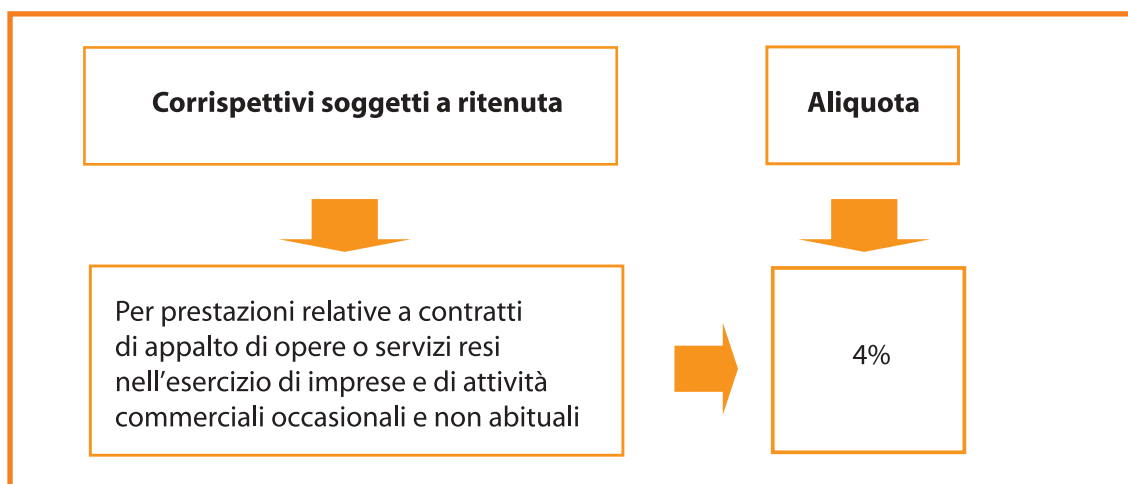 Corrispettivi soggetti a ritenuta
Aliquota
Per prestazioni relative a contratti
di appalto di opere o servizi resi
nell'esercizio di imprese e di attività
commerciali occasionali e non abituali
4%